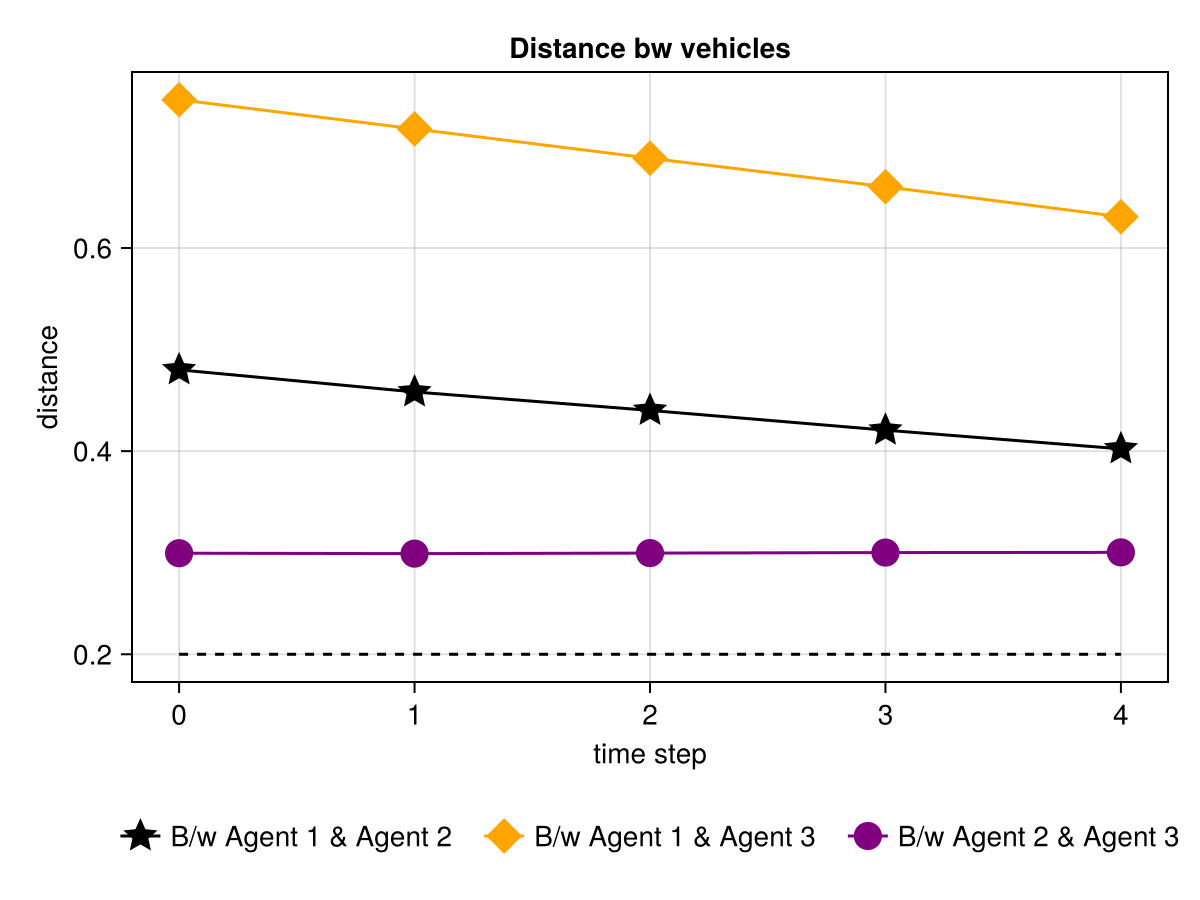 Distance bw vehicles
distance
0.6
0.4
0.2
0 1 2 3 4
time step
B/w Agent 1 & Agent 2 B/w Agent 1 & Agent 3 B/w Agent 2 & Agent 3